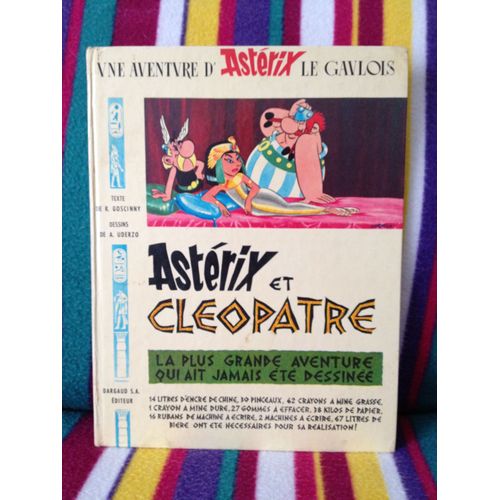 VNE AVENTVRE D'Astérix LE GAVLOIS
TEXTE
DE R. GOSCINNY
DESSINS
DE A. UDERZO
Astérix ET
CLEOPATRE
LA PLUS GRANDE AVENTURE
QUI AIT JAMAIS ÉTÉ DESSINÉE
DARGAUD S.A.
ÉDITEUR
14 LITRES D'ENCRE DE CHINE, 30 PINCEAUX, 62 CRAYONS A MINE GRASSE,
1 CRAYON A MINE DURE, 27 GOMMES A EFFACER, 38 KILOS DE PAPIER,
16 RUBANS DE MACHINE A ECRIRE, 2 MACHINES A ECRIRE, 67 LITRES DE
BIERE ONT ETE NECESSAIRES POUR SA REALISATION !